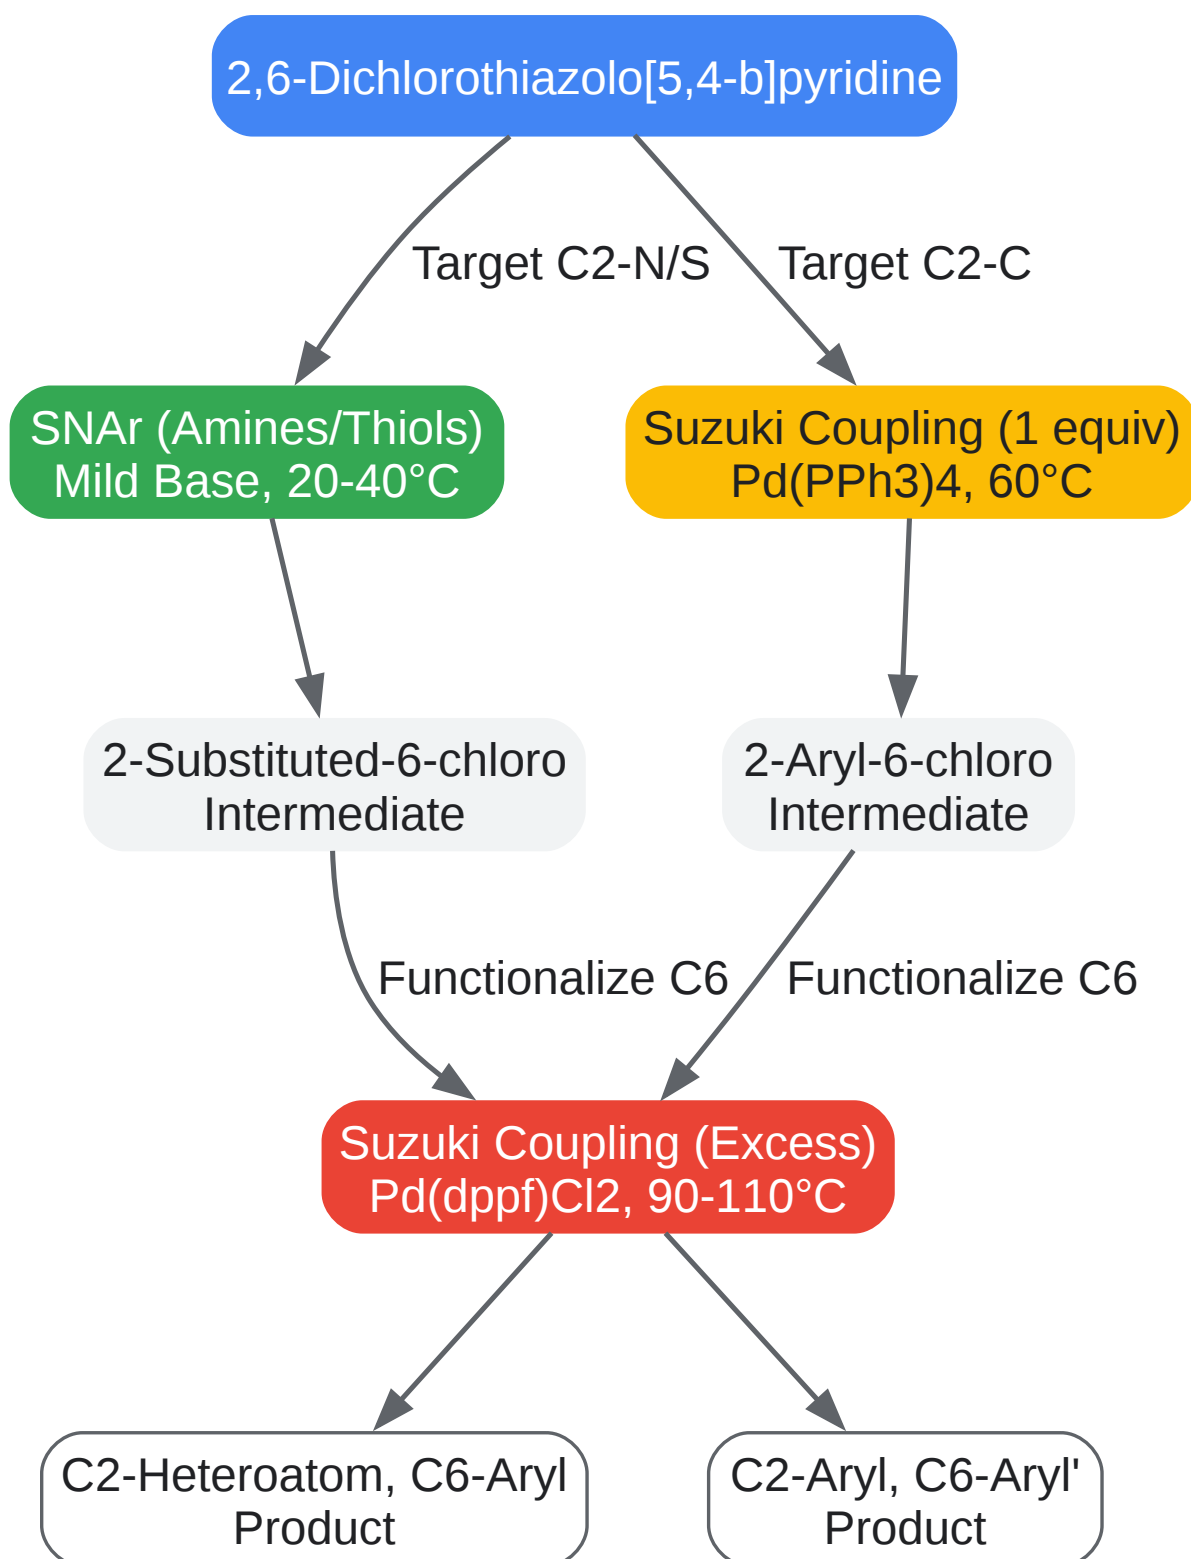 2,6-Dichlorothiazolo[5,4-b]pyridine
Target C2-N/S
Target C2-C
SNAr (Amines/Thiols)
Mild Base, 20-40°C
Suzuki Coupling (1 equiv)
Pd(PPh3)4, 60°C
2-Substituted-6-chloro
Intermediate
2-Aryl-6-chloro
Intermediate
Functionalize C6
Functionalize C6
Suzuki Coupling (Excess)
Pd(dppf)Cl2, 90-110°C
C2-Heteroatom, C6-Aryl
Product
C2-Aryl, C6-Aryl'
Product